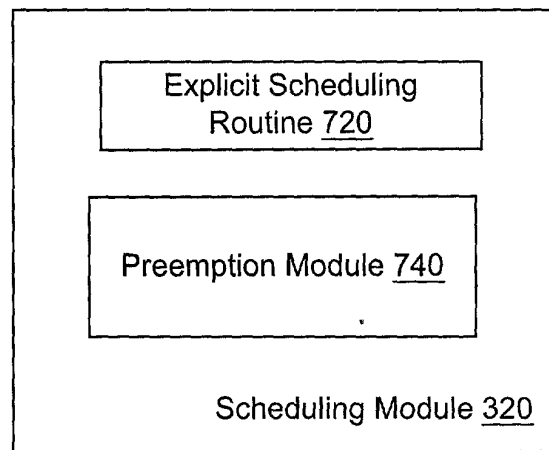 Explicit Scheduling
Routine 720
Preemption Module 740
Scheduling Module 320